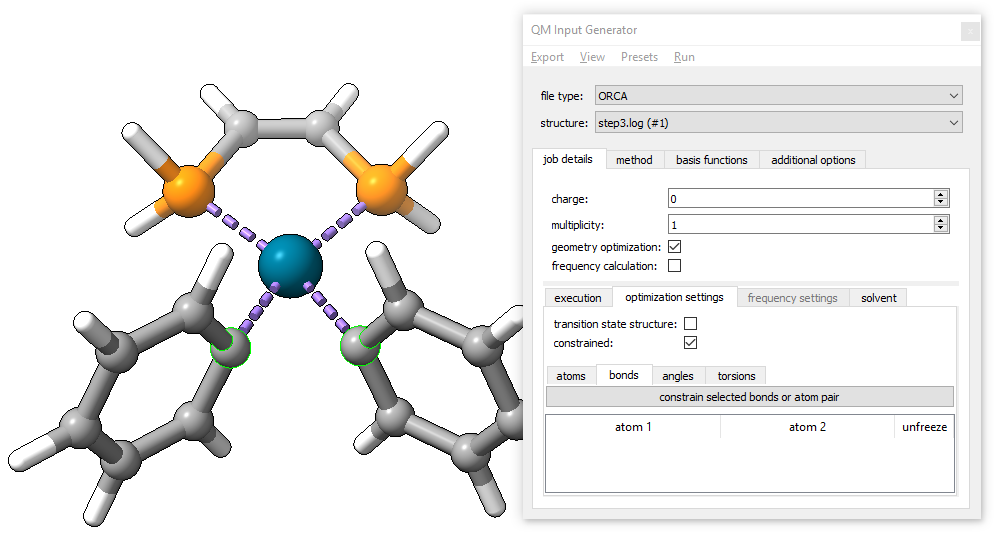 QM Input Generator
x
Export View Presets Run
file type: ORCA
structure: step3.log (#1)
job details method basis functions additional options
charge: 0
multiplicity: 1
geometry optimization:
frequency calculation:
execution optimization settings frequency settings solvent
transition state structure:
constrained:
atoms bonds angles torsions
constrain selected bonds or atom pair
atom 1 atom 2 unfreeze